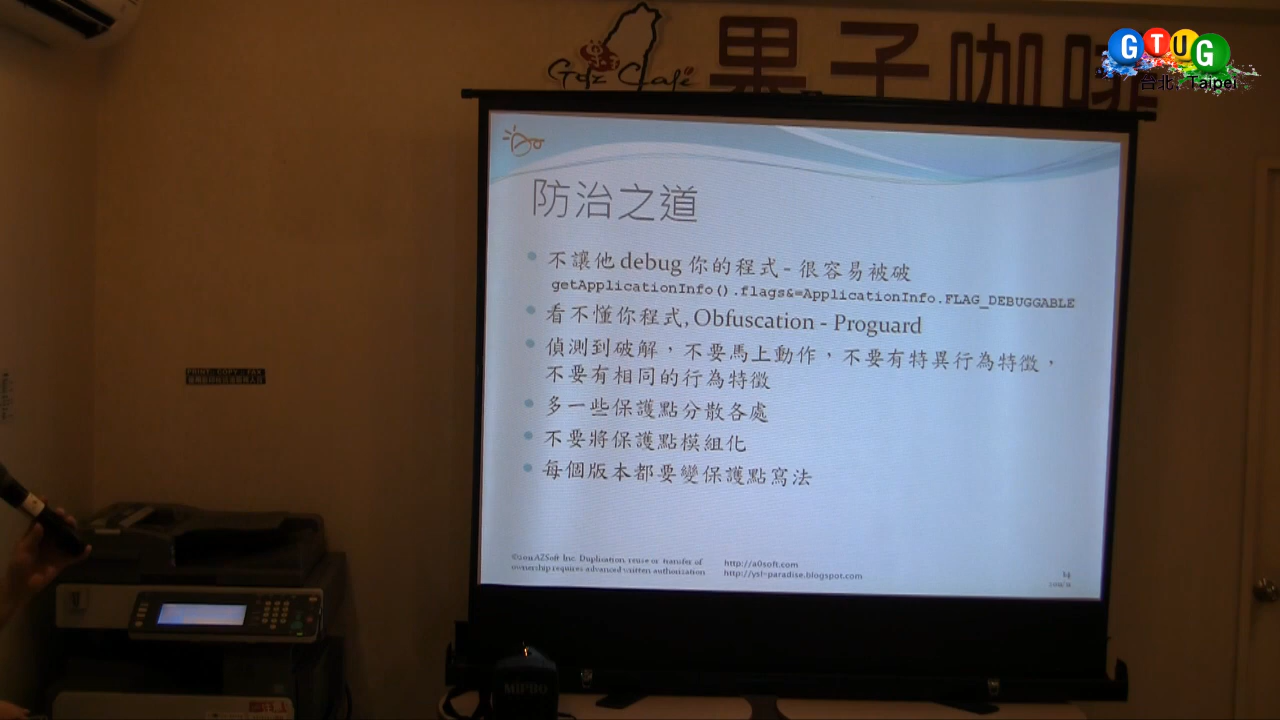 果子咖啡
GTUG
台北, Taipei
防治之道
不讓他 debug 你的程式 - 很容易被破
getApplicationInfo().flags&=ApplicationInfo.FLAG_DEBUGGABLE
看不懂你程式, Obfuscation - Proguard
偵測到破解，不要馬上動作，不要有特異行為特徵，
不要有相同的行為特徵
多一些保護點分散各處
不要將保護點模組化
每個版本都要變保護點寫法
©2011 AZSoft Inc. Duplication reuse or transfer of
ownership requires advanced written authorization
http://a0soft.com
http://ysl-paradise.blogspot.com
PRINT, COPY, FAX